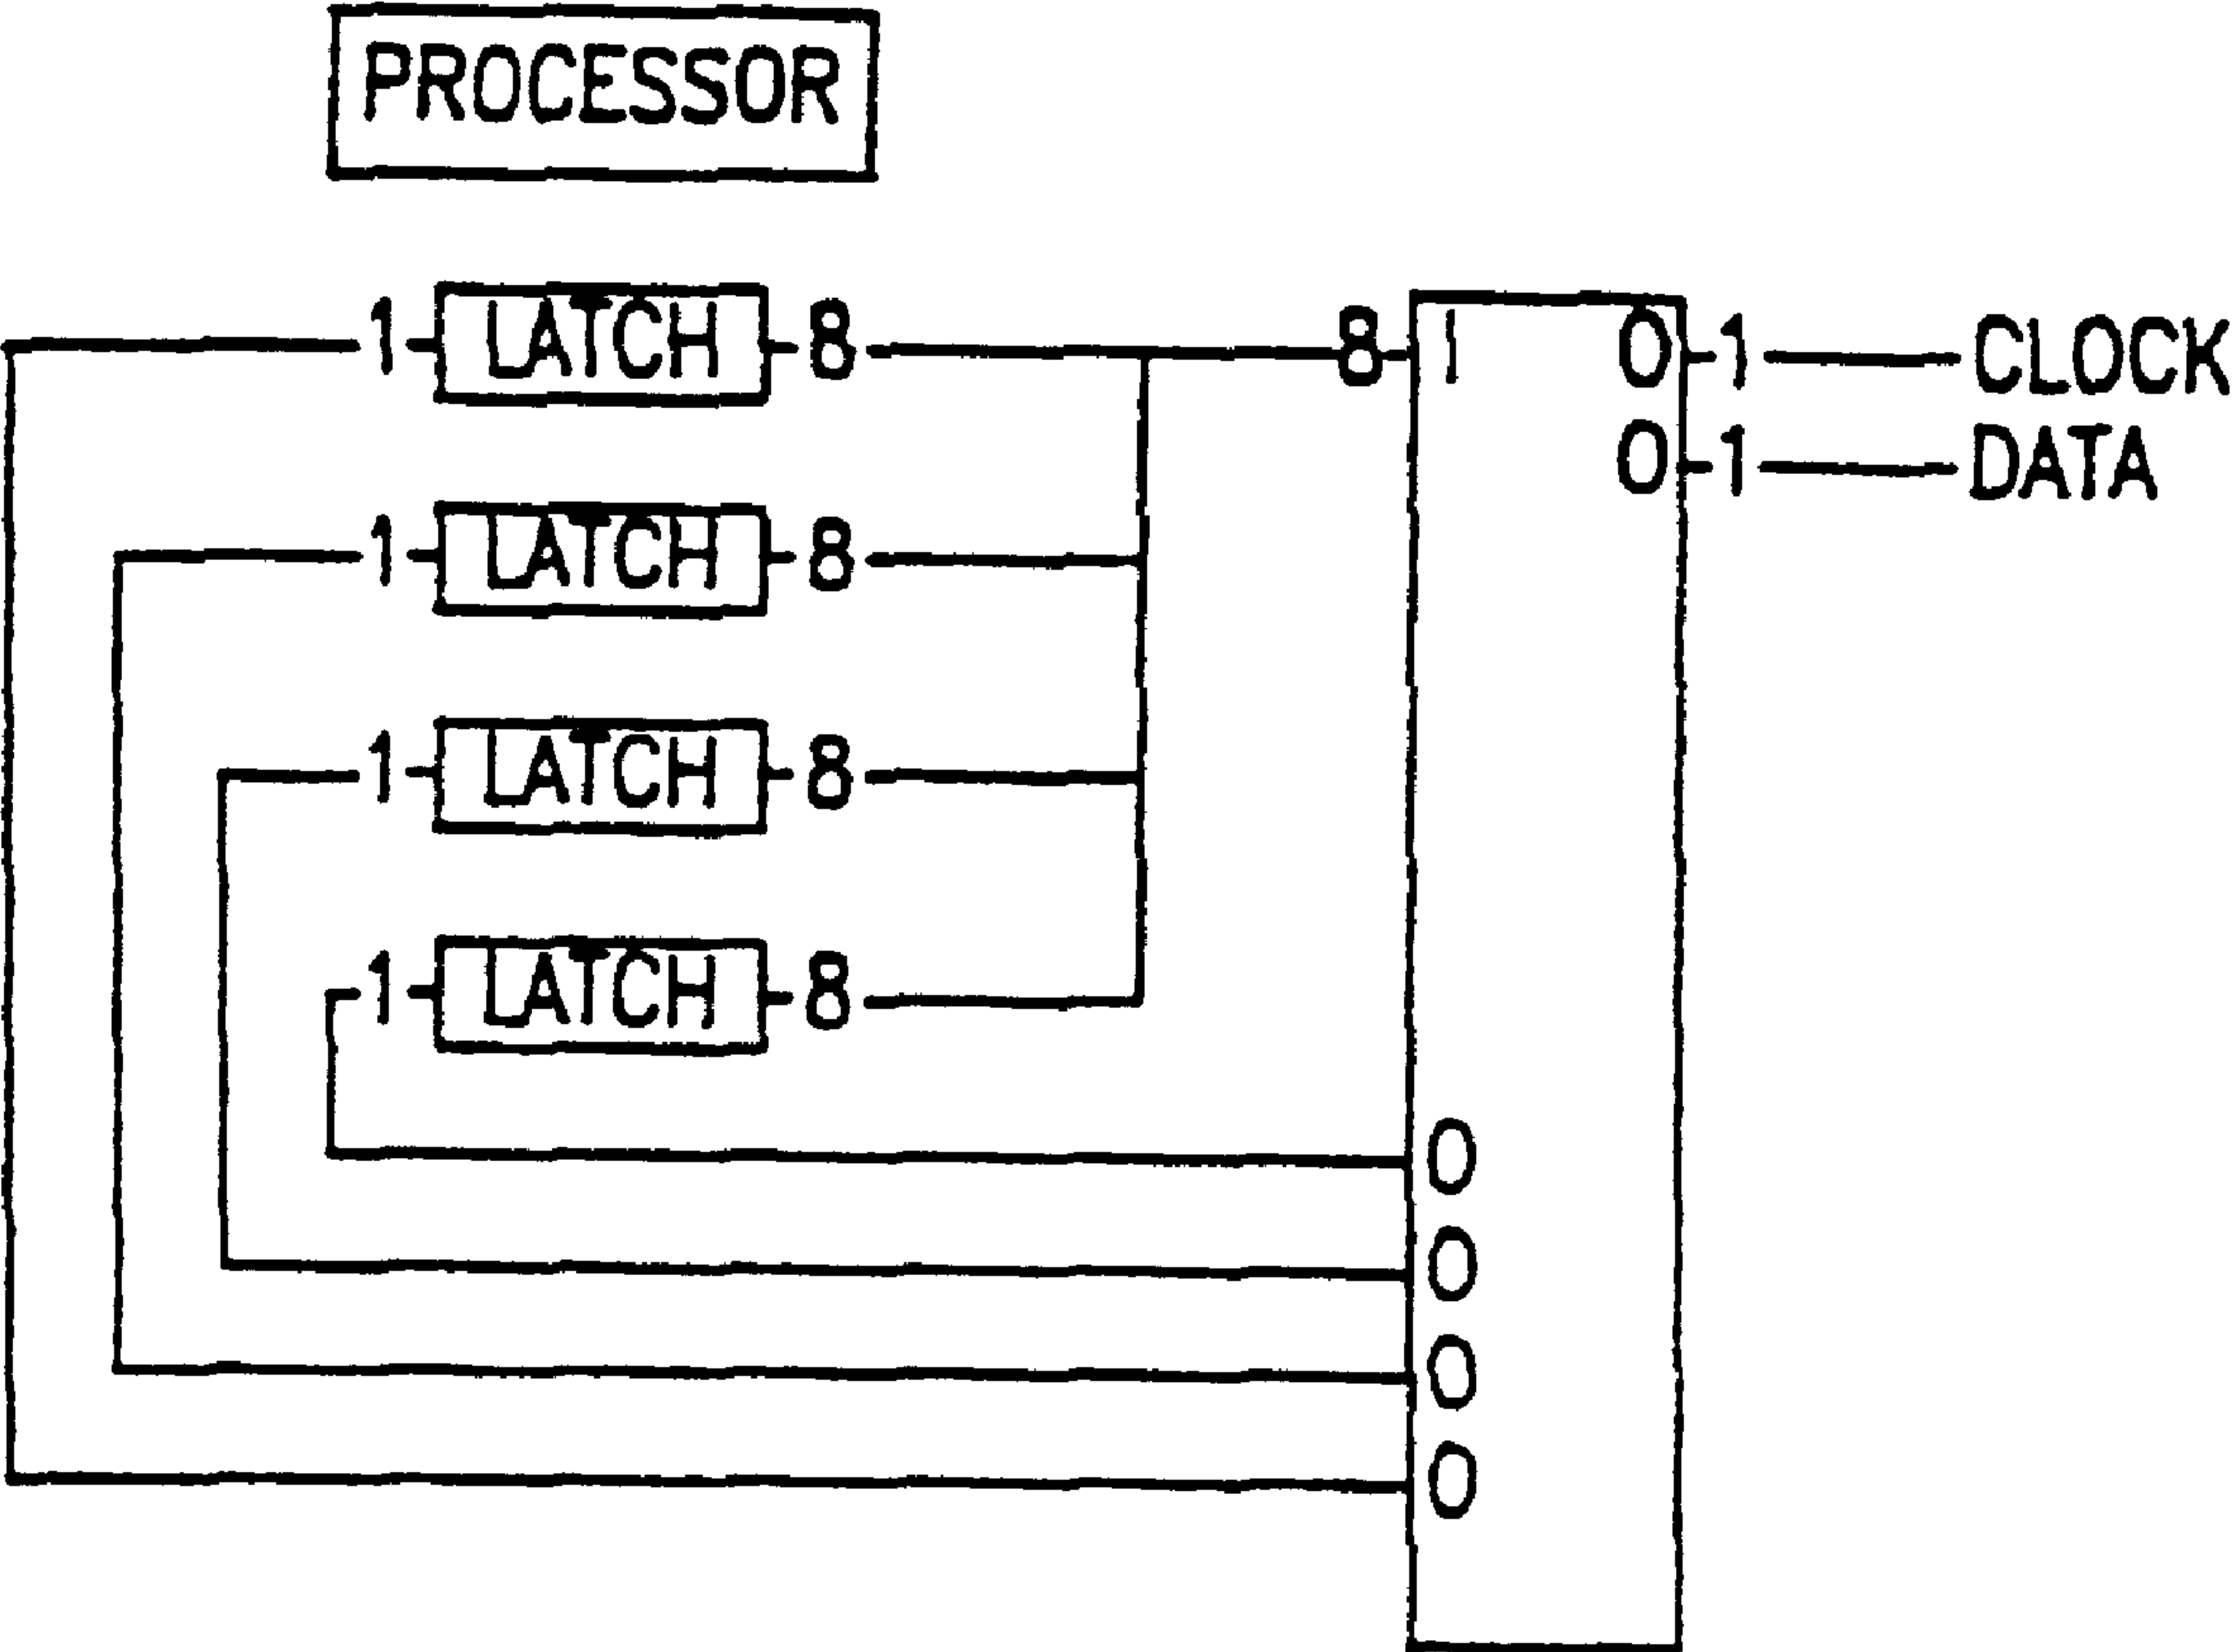 PROCESSOR
1 LATCH 8
8 I O 1 CLOCK
O 1 DATA
1 LATCH 8
1 LATCH 8
1 LATCH 8
O
O
O
O